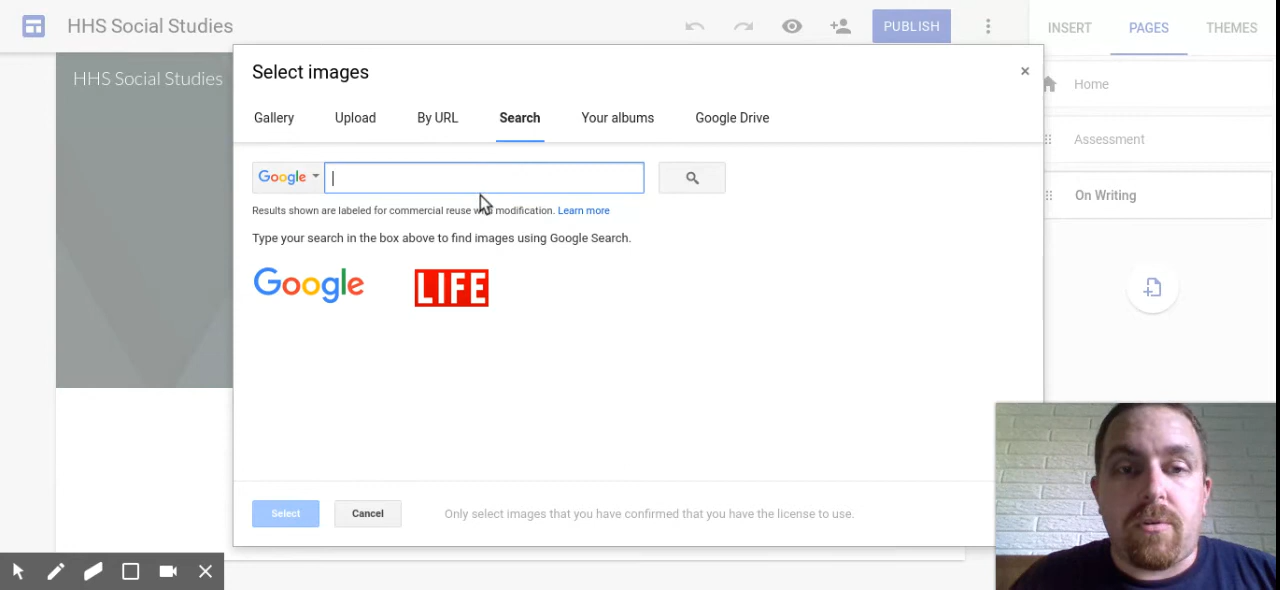 HHS Social Studies
PUBLISH
INSERT
PAGES
THEMES
HHS Social Studies
Select images
×
Gallery
Upload
By URL
Search
Your albums
Google Drive
Google
Results shown are labeled for commercial reuse modification. Learn more
Type your search in the box above to find images using Google Search.
Google
LIFE
Select
Cancel
Only select images that you have confirmed that you have the license to use.
Home
Assessment
On Writing